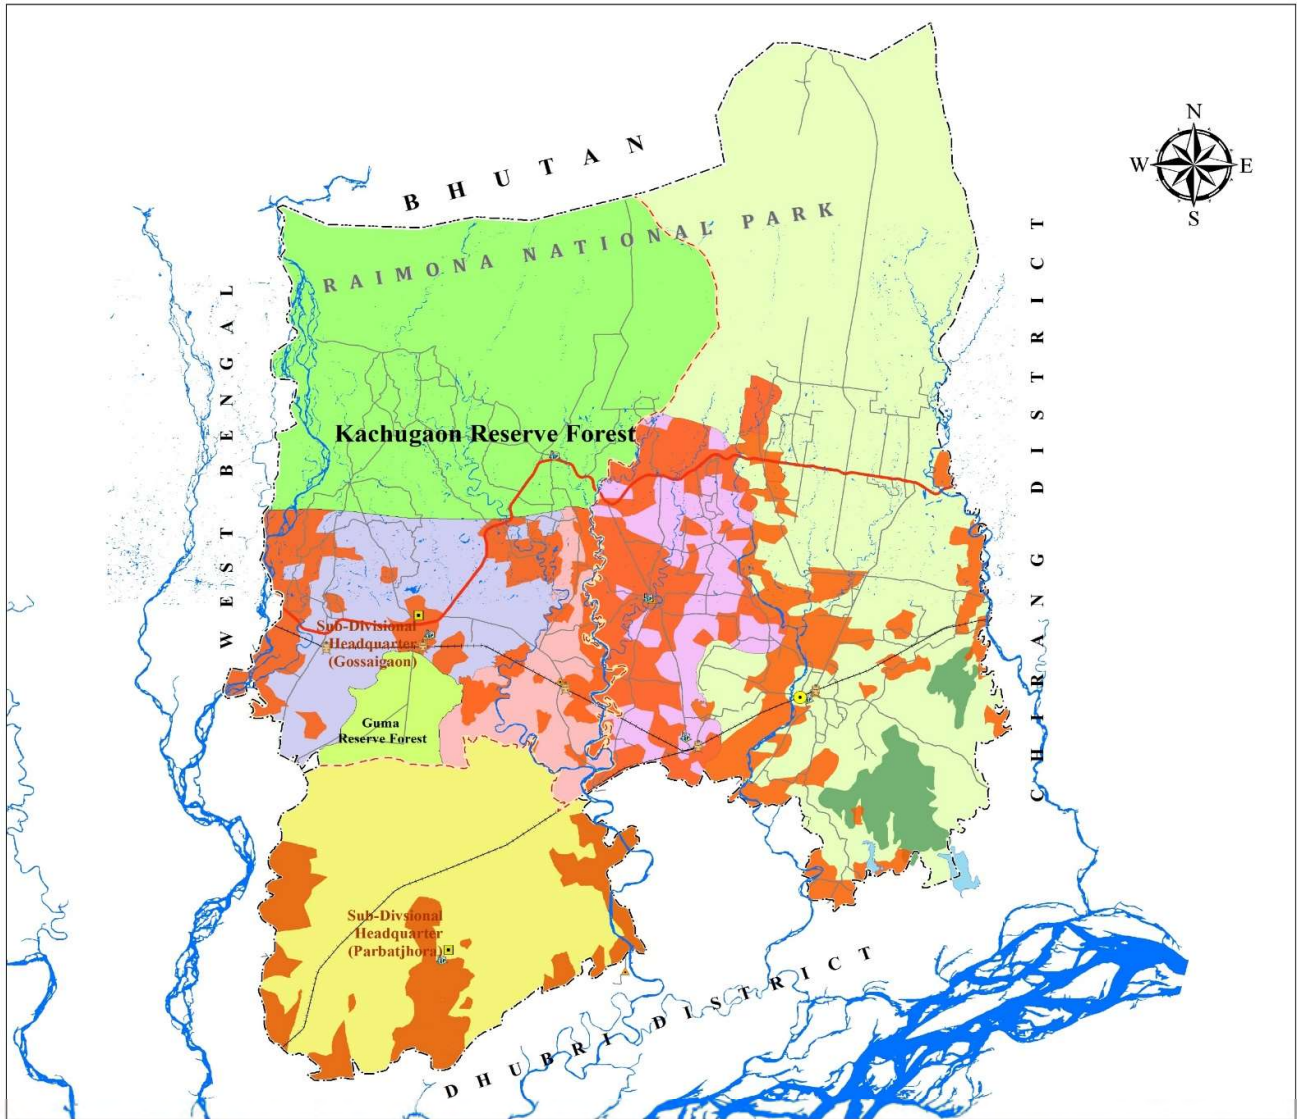 N
W E
S
BHUTAN
RAIMONA NATIONAL PARK
WEST BENGAL
CHIRANG DISTRICT
Kachugaon Reserve Forest
Sub-Divisional
Headquarter
(Gossaigaon)
Guma
Reserve Forest
Sub-Divsional
Headquarter
(Parbatjhora)
DHUBRI DISTRICT